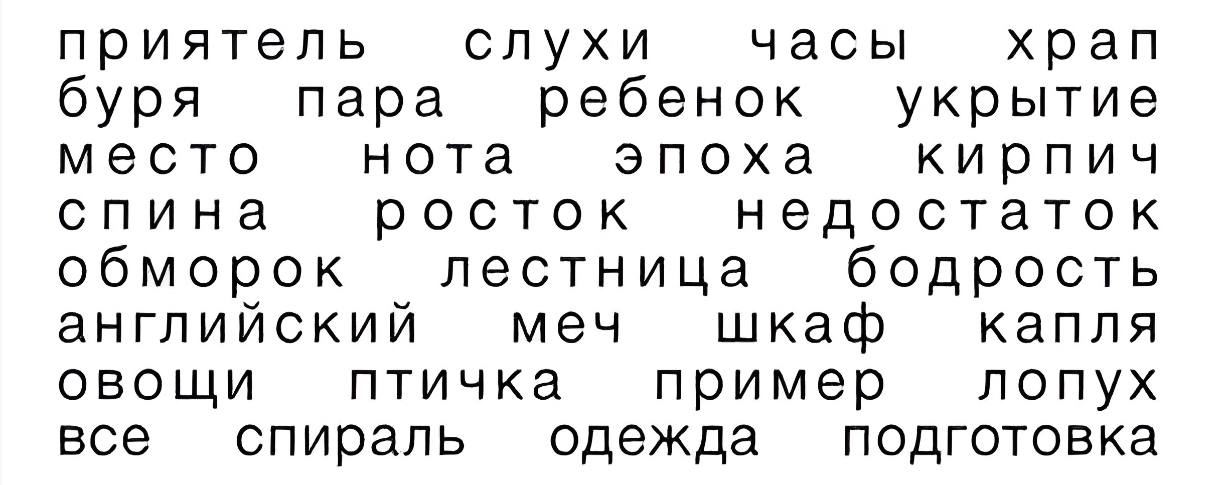 приятель слухи часы храп
буря пара ребенок укрытие
место нота эпоха кирпич
спина росток недостаток
обморок лестница бодрость
английский меч шкаф капля
овощи птичка пример лопух
все спираль одежда подготовка